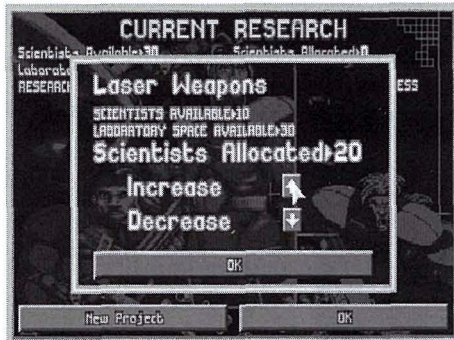 CURRENT RESEARCH
Scientists Available>30 Scientists Allocated>0
RESEARCH
Laser Weapons
SCIENTISTS AVAILABLE>10
LABORATORY SPACE AVAILABLE>30
Scientists Allocated>20
Increase
Decrease
OK
New Project OK